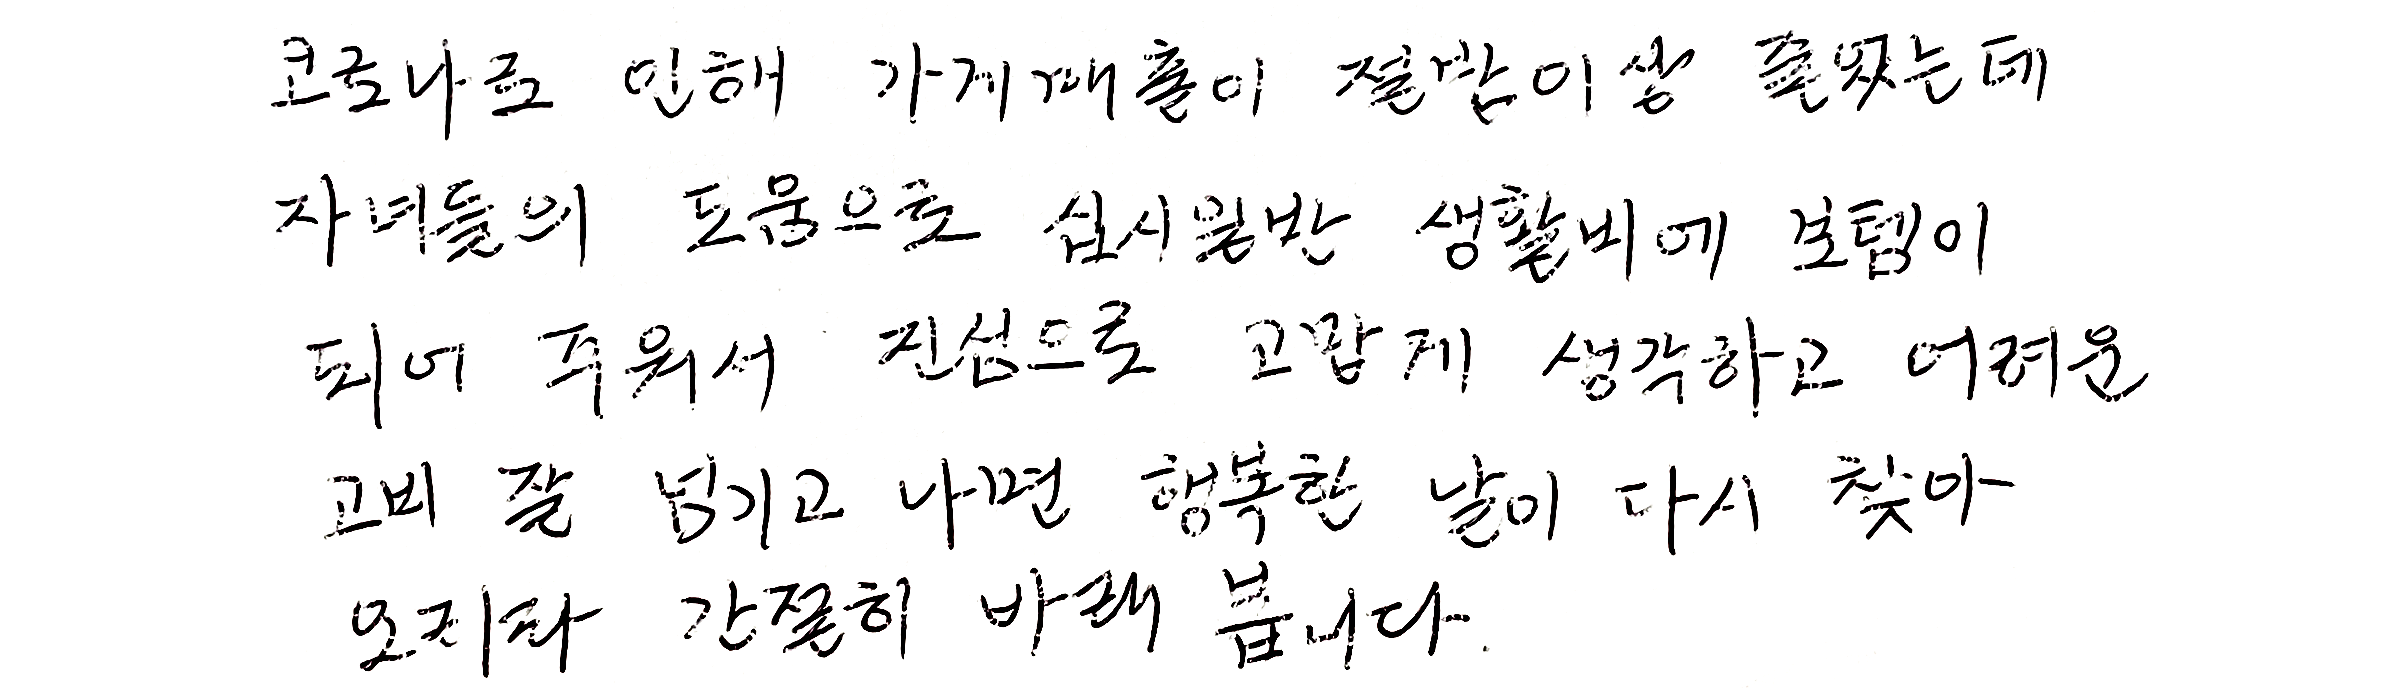 코로나로 인해 가게매출이 절반이상 줄었는데
자녀들의 도움으로 십시일반 생활비에 보탬이
되어 주워서 진심으로 고맙게 생각하고 어려운
고비 잘 넘기고 나면 행복한 날이 다시 찾아
오지라 간절히 바래 봅니다.